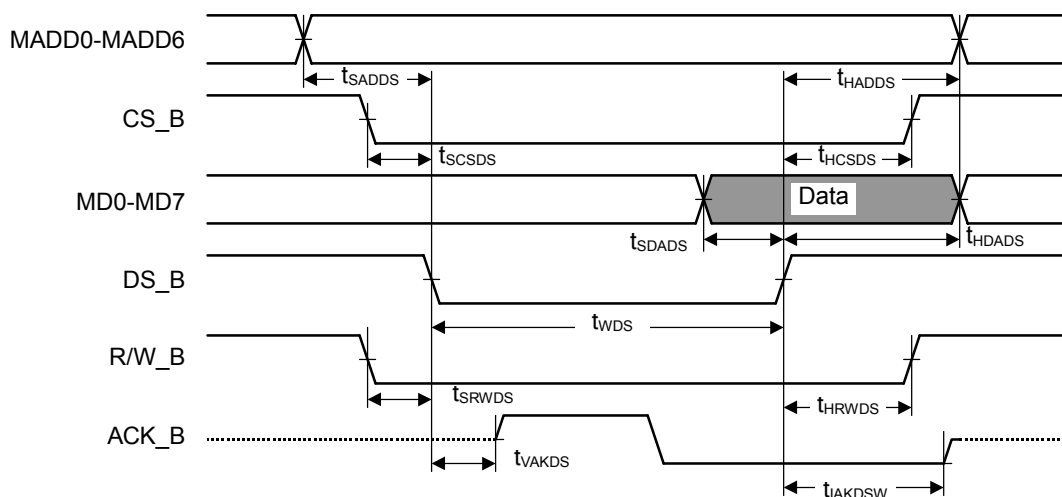 MADD0-MADD6
tSADDS
tHADDS
CS_B
tSCSDS
tHCSDS
MD0-MD7
Data
tSDADS
tHDADS
DS_B
tWDS
R/W_B
tSRWDS
tHRWDS
ACK_B
tVAKDS
tIAKDSW